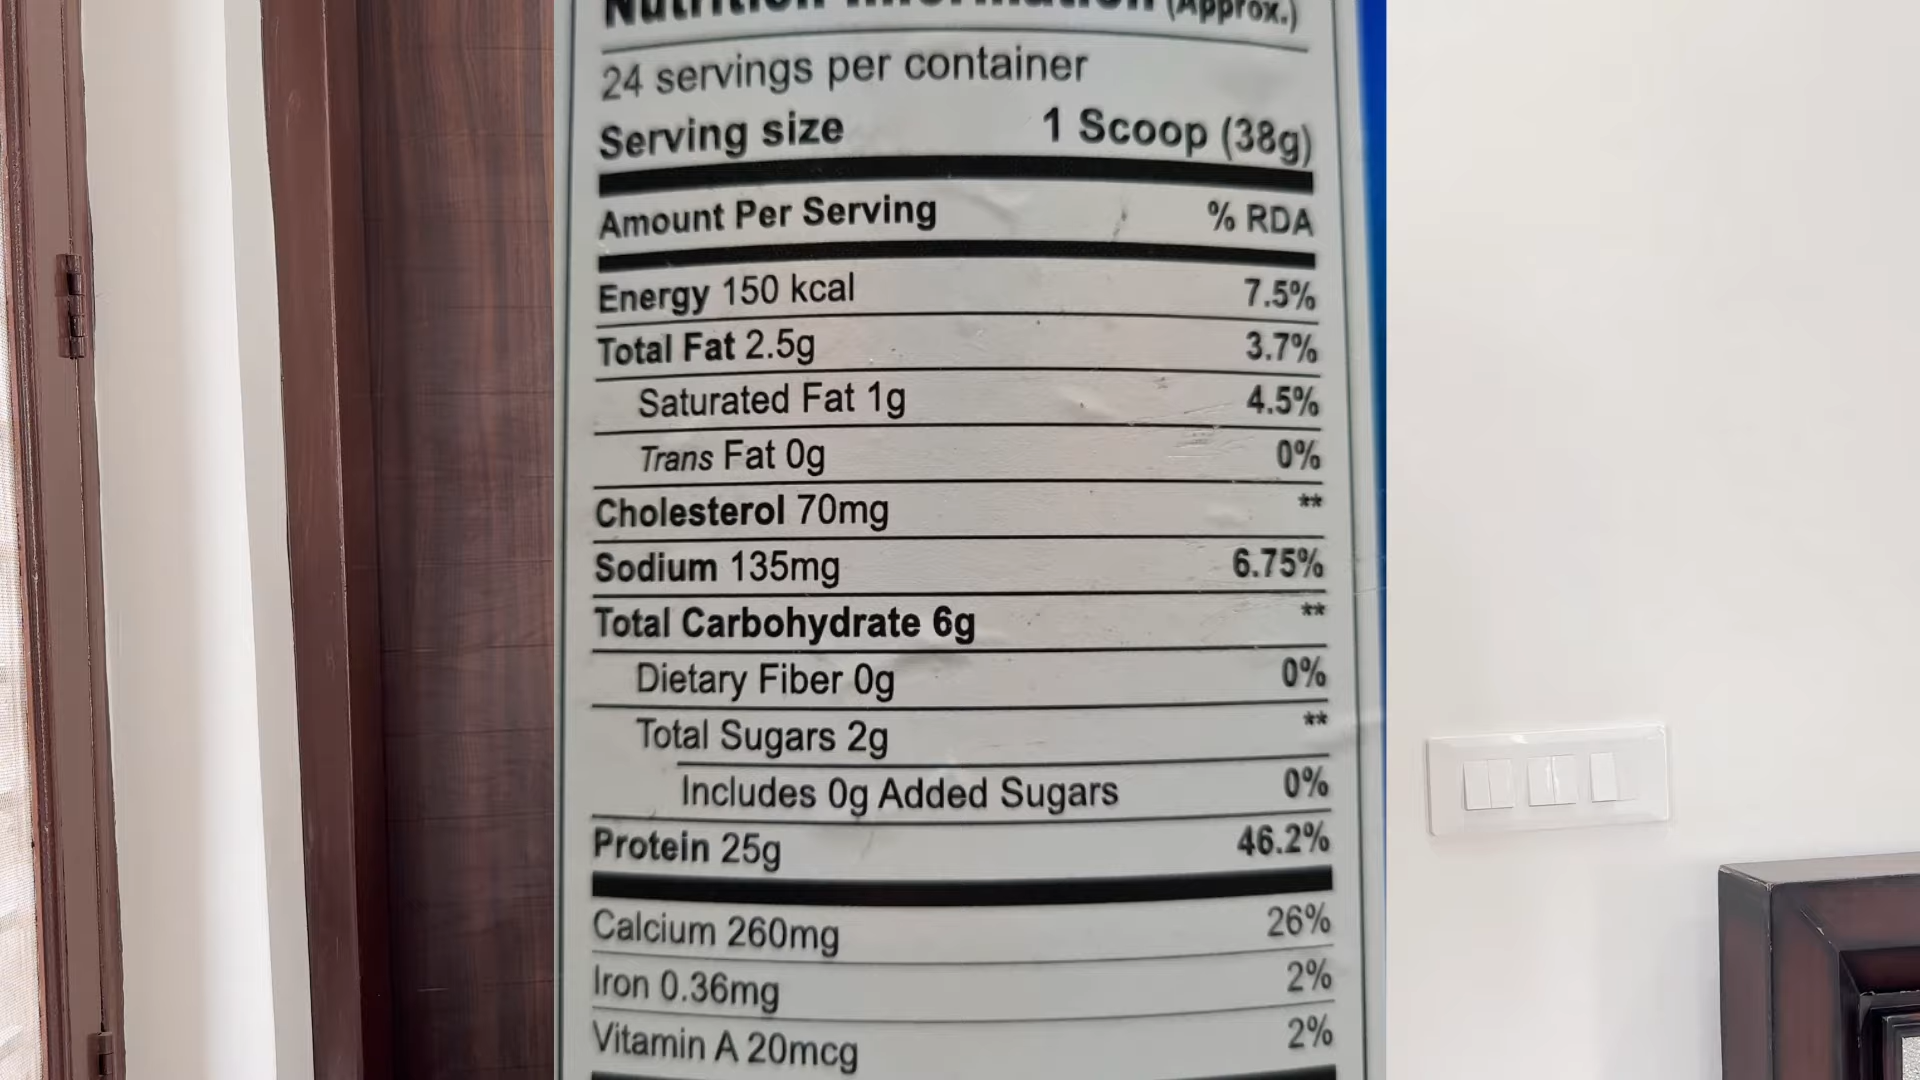 Nutrition Information (Approx.)
24 servings per container
Serving size 1 Scoop (38g)
Amount Per Serving % RDA
Energy 150 kcal 7.5%
Total Fat 2.5g 3.7%
Saturated Fat 1g 4.5%
Trans Fat 0g 0%
Cholesterol 70mg **
Sodium 135mg 6.75%
Total Carbohydrate 6g **
Dietary Fiber 0g 0%
Total Sugars 2g **
Includes 0g Added Sugars 0%
Protein 25g 46.2%
Calcium 260mg 26%
Iron 0.36mg 2%
Vitamin A 20mcg 2%